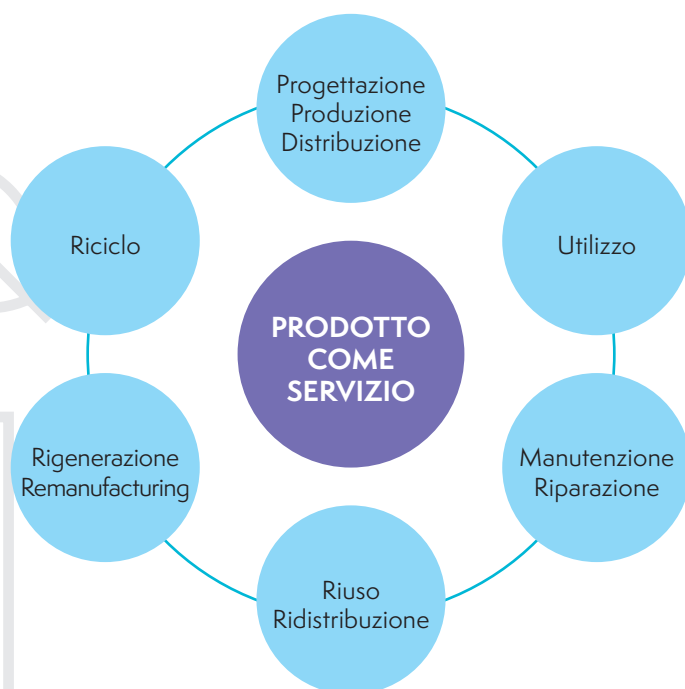 Progettazione
Produzione
Distribuzione
Riciclo
Utilizzo
PRODOTTO
COME
SERVIZIO
Rigenerazione
Remanufacturing
Manutenzione
Riparazione
Riuso
Ridistribuzione